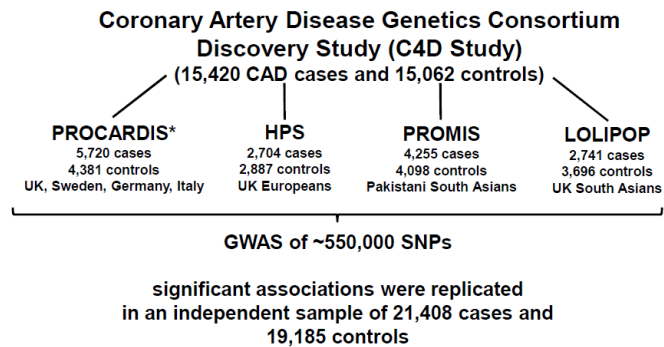 Coronary Artery Disease Genetics Consortium
Discovery Study (C4D Study)
(15,420 CAD cases and 15,062 controls)
PROCARDIS*
5,720 cases
4,381 controls
UK, Sweden, Germany, Italy
HPS
2,704 cases
2,887 controls
UK Europeans
PROMIS
4,255 cases
4,098 controls
Pakistani South Asians
LOLIPOP
2,741 cases
3,696 controls
UK South Asians
GWAS of ~550,000 SNPs
significant associations were replicated
in an independent sample of 21,408 cases and
19,185 controls